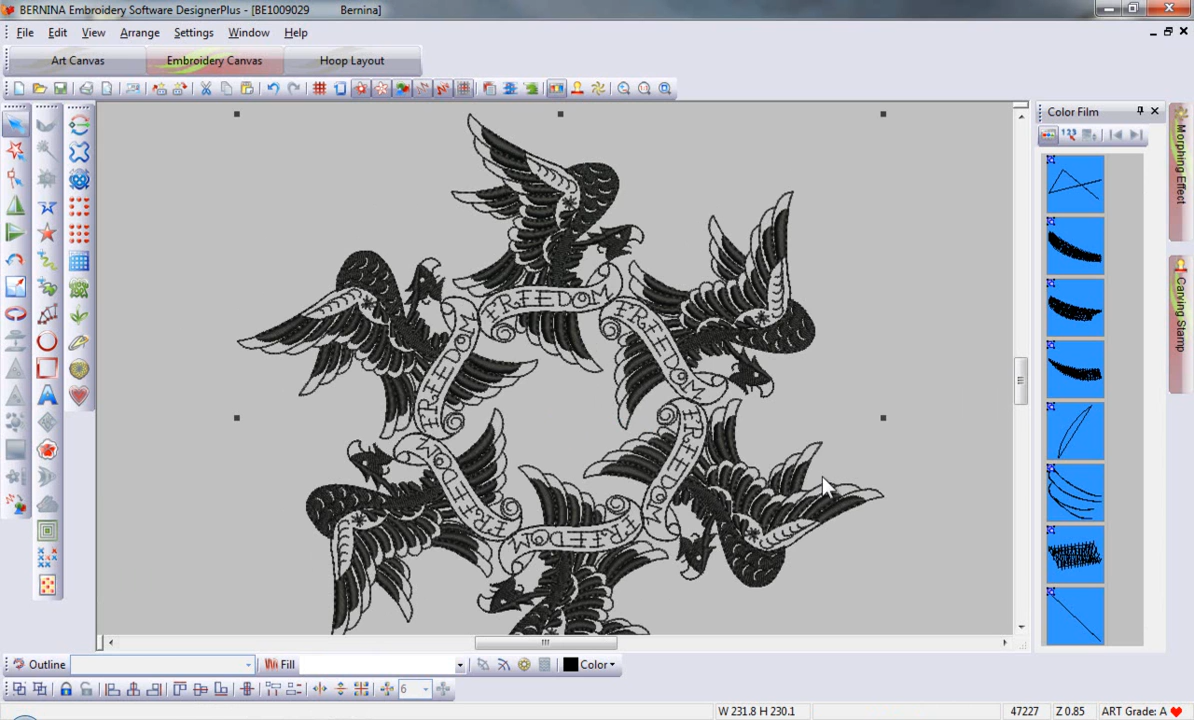 BERNINA Embroidery Software DesignerPlus - [BE1009029 Bernina]
File Edit View Arrange Settings Window Help
Art Canvas Embroidery Canvas Hoop Layout
Color Film
Morphing Effect
Carving Stamp
FREEDOM
FREEDOM
FREEDOM
FREEDOM
FREEDOM
FREEDOM
Outline Fill Color
6
W 231.8 H 230.1 47227 Z 0.85 ART Grade: A